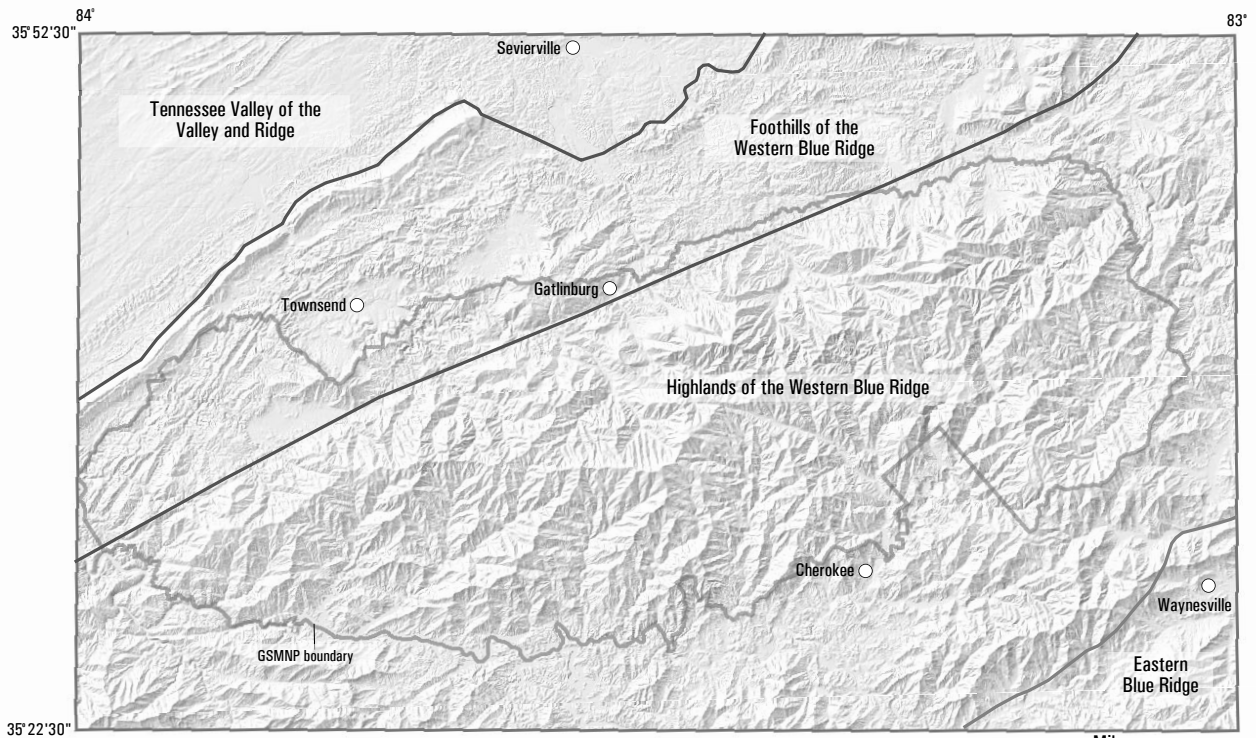 84°
83°
35°52'30"
Sevierville
Tennessee Valley of the
Valley and Ridge
Foothills of the
Western Blue Ridge
Gatlinburg
Townsend
Highlands of the Western Blue Ridge
Cherokee
Waynesville
GSMNP boundary
Eastern
Blue Ridge
35°22'30"